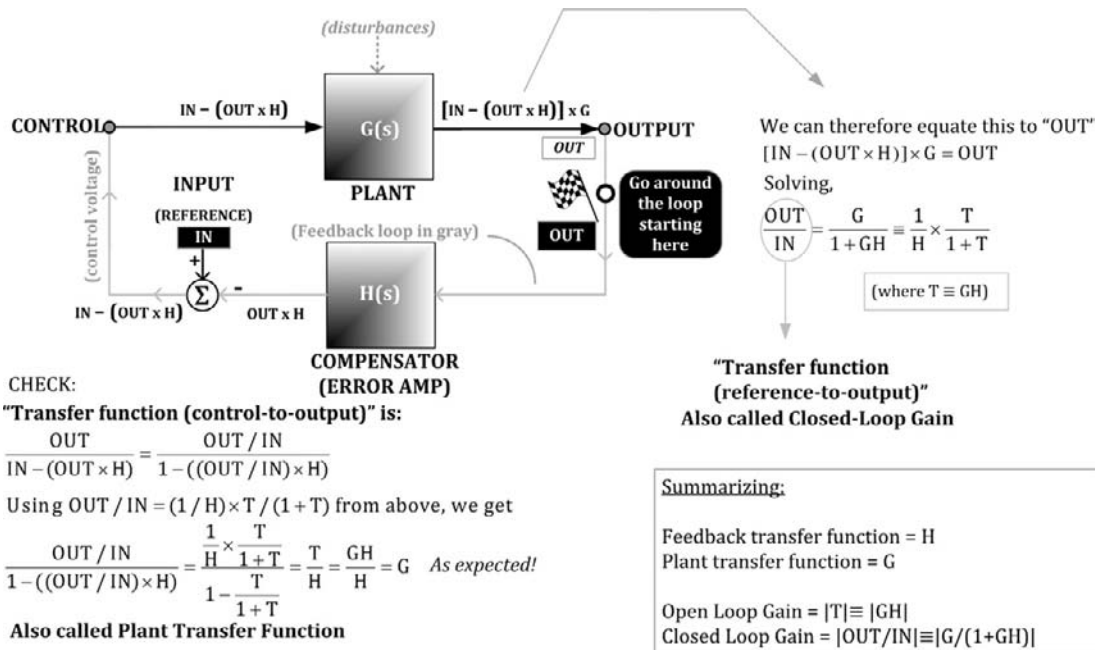 (disturbances)
IN – (OUT x H)
[IN – (OUT x H)] x G
CONTROL
G(s)
OUTPUT
OUT
PLANT
(control voltage)
INPUT
(REFERENCE)
IN
+
Σ
-
IN – (OUT x H)
OUT x H
(Feedback loop in gray)
OUT
Go around
the loop
starting
here
H(s)
COMPENSATOR
(ERROR AMP)
We can therefore equate this to “OUT”
[IN – (OUT × H)] × G = OUT
Solving,
OUT/IN = G/(1 + GH) ≡ 1/H × T/(1 + T)
(where T ≡ GH)
“Transfer function
(reference-to-output)”
Also called Closed-Loop Gain
CHECK:
“Transfer function (control-to-output)” is:
OUT/(IN – (OUT × H)) = (OUT / IN)/(1 – ((OUT / IN) × H))
Using OUT / IN = (1 / H) × T / (1 + T) from above, we get
(OUT / IN)/(1 – ((OUT / IN) × H)) = (1/H × T/(1 + T))/(1 – T/(1 + T)) = T/H = GH/H = G As expected!
Also called Plant Transfer Function
Summarizing:
Feedback transfer function = H
Plant transfer function = G
Open Loop Gain = |T| ≡ |GH|
Closed Loop Gain = |OUT/IN|≡|G/(1+GH)|